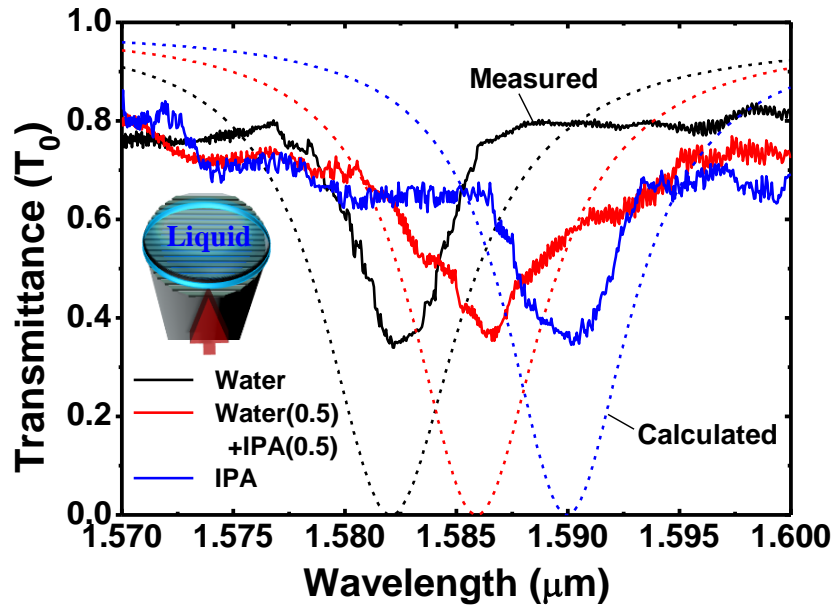 Transmittance (T₀)
1.0
0.8
0.6
0.4
0.2
0.0
Measured
Liquid
Water
Water(0.5)
+IPA(0.5)
IPA
Calculated
1.570 1.575 1.580 1.585 1.590 1.595 1.600
Wavelength (μm)